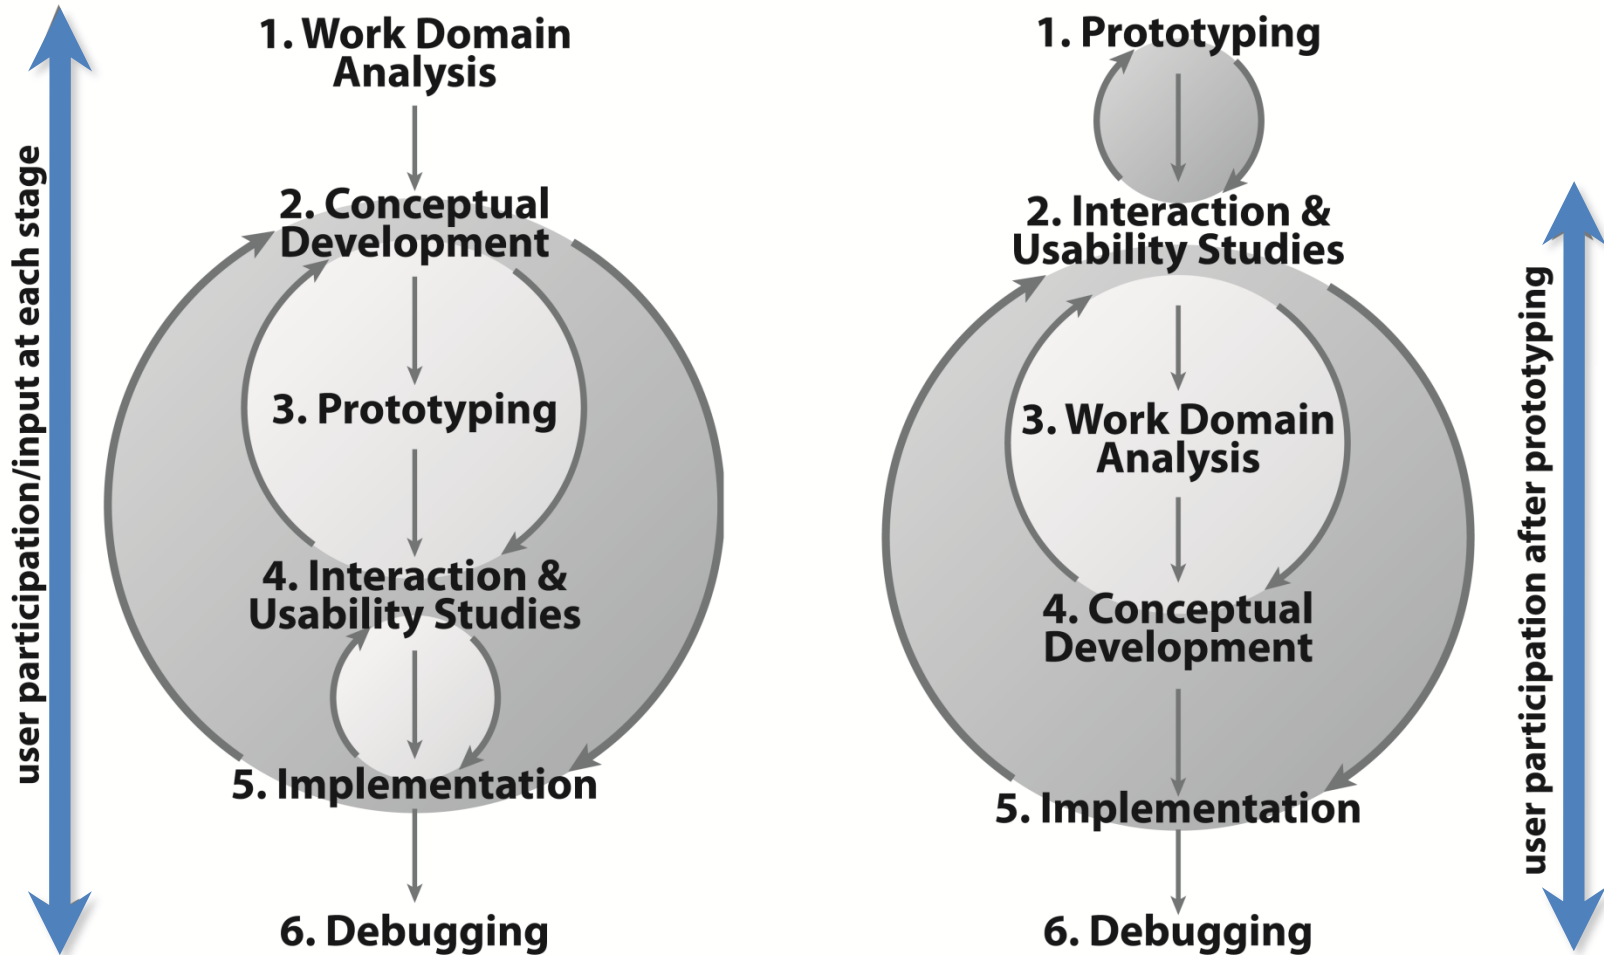 user participation/input at each stage
1. Work Domain
Analysis
2. Conceptual
Development
3. Prototyping
4. Interaction &
Usability Studies
5. Implementation
6. Debugging
1. Prototyping
2. Interaction &
Usability Studies
3. Work Domain
Analysis
4. Conceptual
Development
5. Implementation
6. Debugging
user participation after prototyping